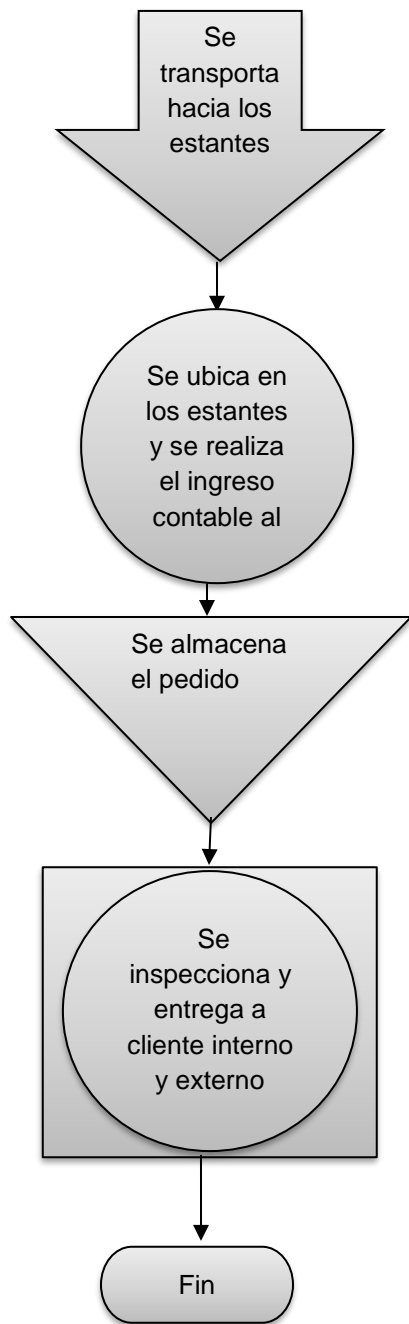 Se
transporta
hacia los
estantes
Se ubica en
los estantes
y se realiza
el ingreso
contable al
Se almacena
el pedido
Se
inspecciona y
entrega a
cliente interno
y externo
Fin